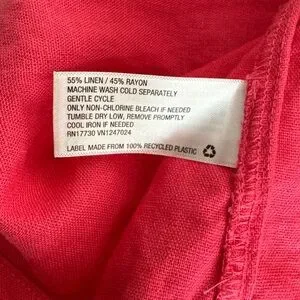 55% LINEN / 45% RAYON
MACHINE WASH COLD SEPARATELY
GENTLE CYCLE
ONLY NON-CHLORINE BLEACH IF NEEDED
TUMBLE DRY LOW, REMOVE PROMPTLY
COOL IRON IF NEEDED
RN17730 VN1247024
LABEL MADE FROM 100% RECYCLED PLASTIC